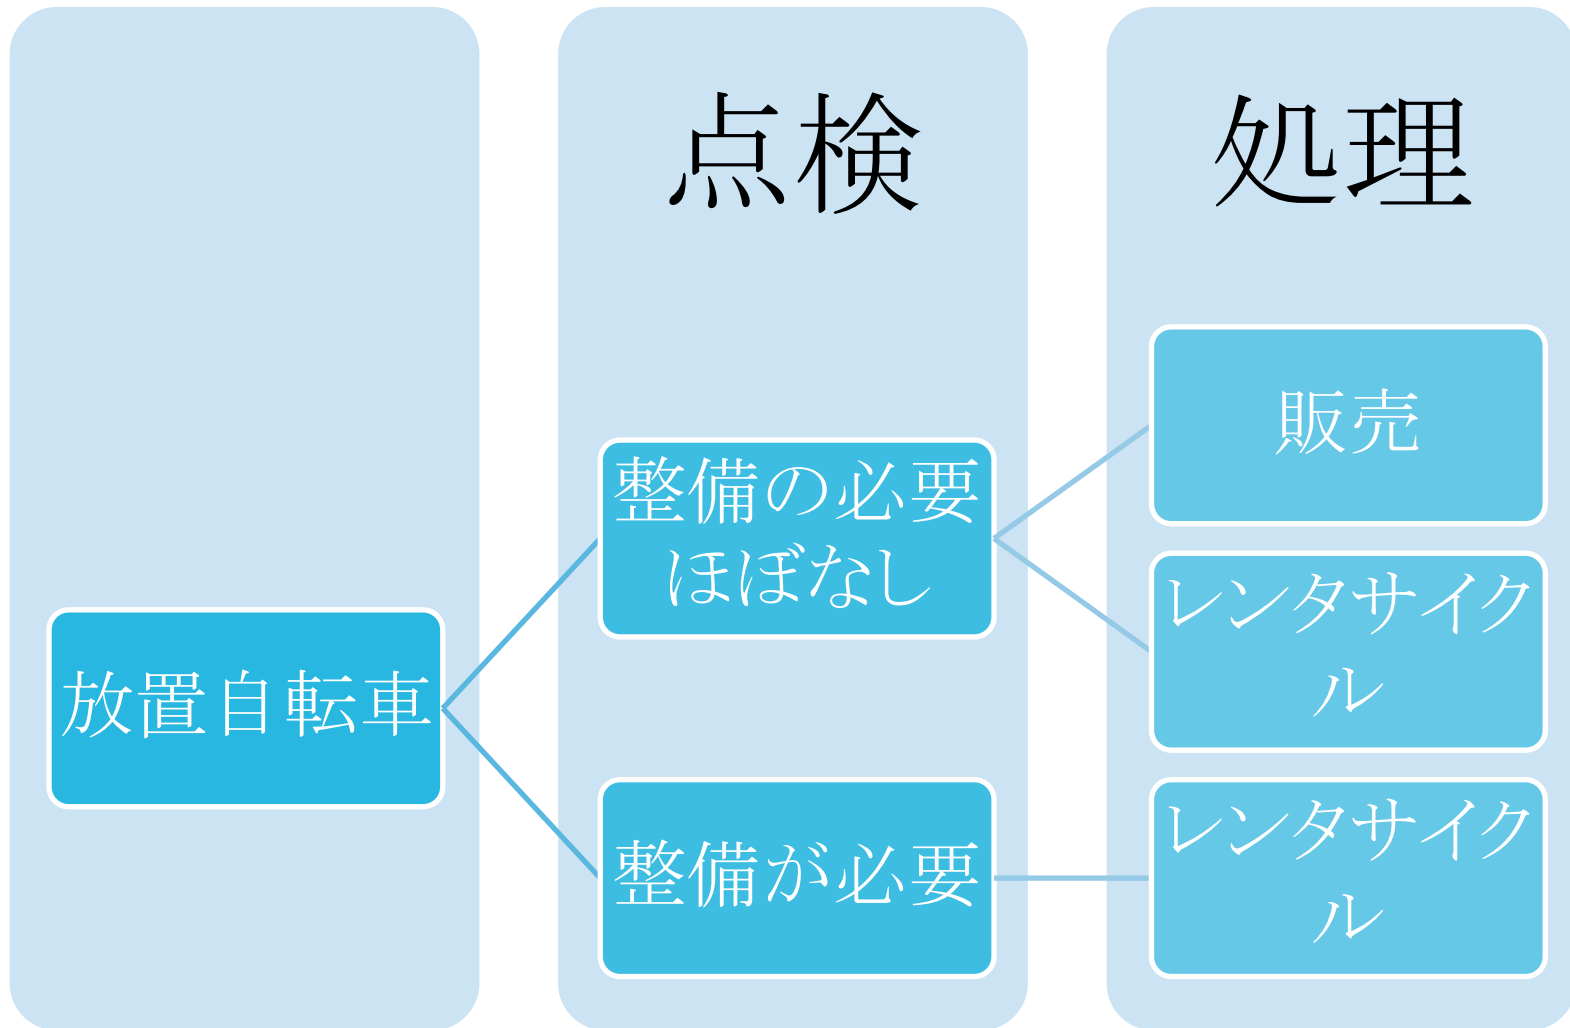 点検
処理
放置自転車
整備の必要
ほぼなし
整備が必要
販売
レンタサイク
ル
レンタサイク
ル